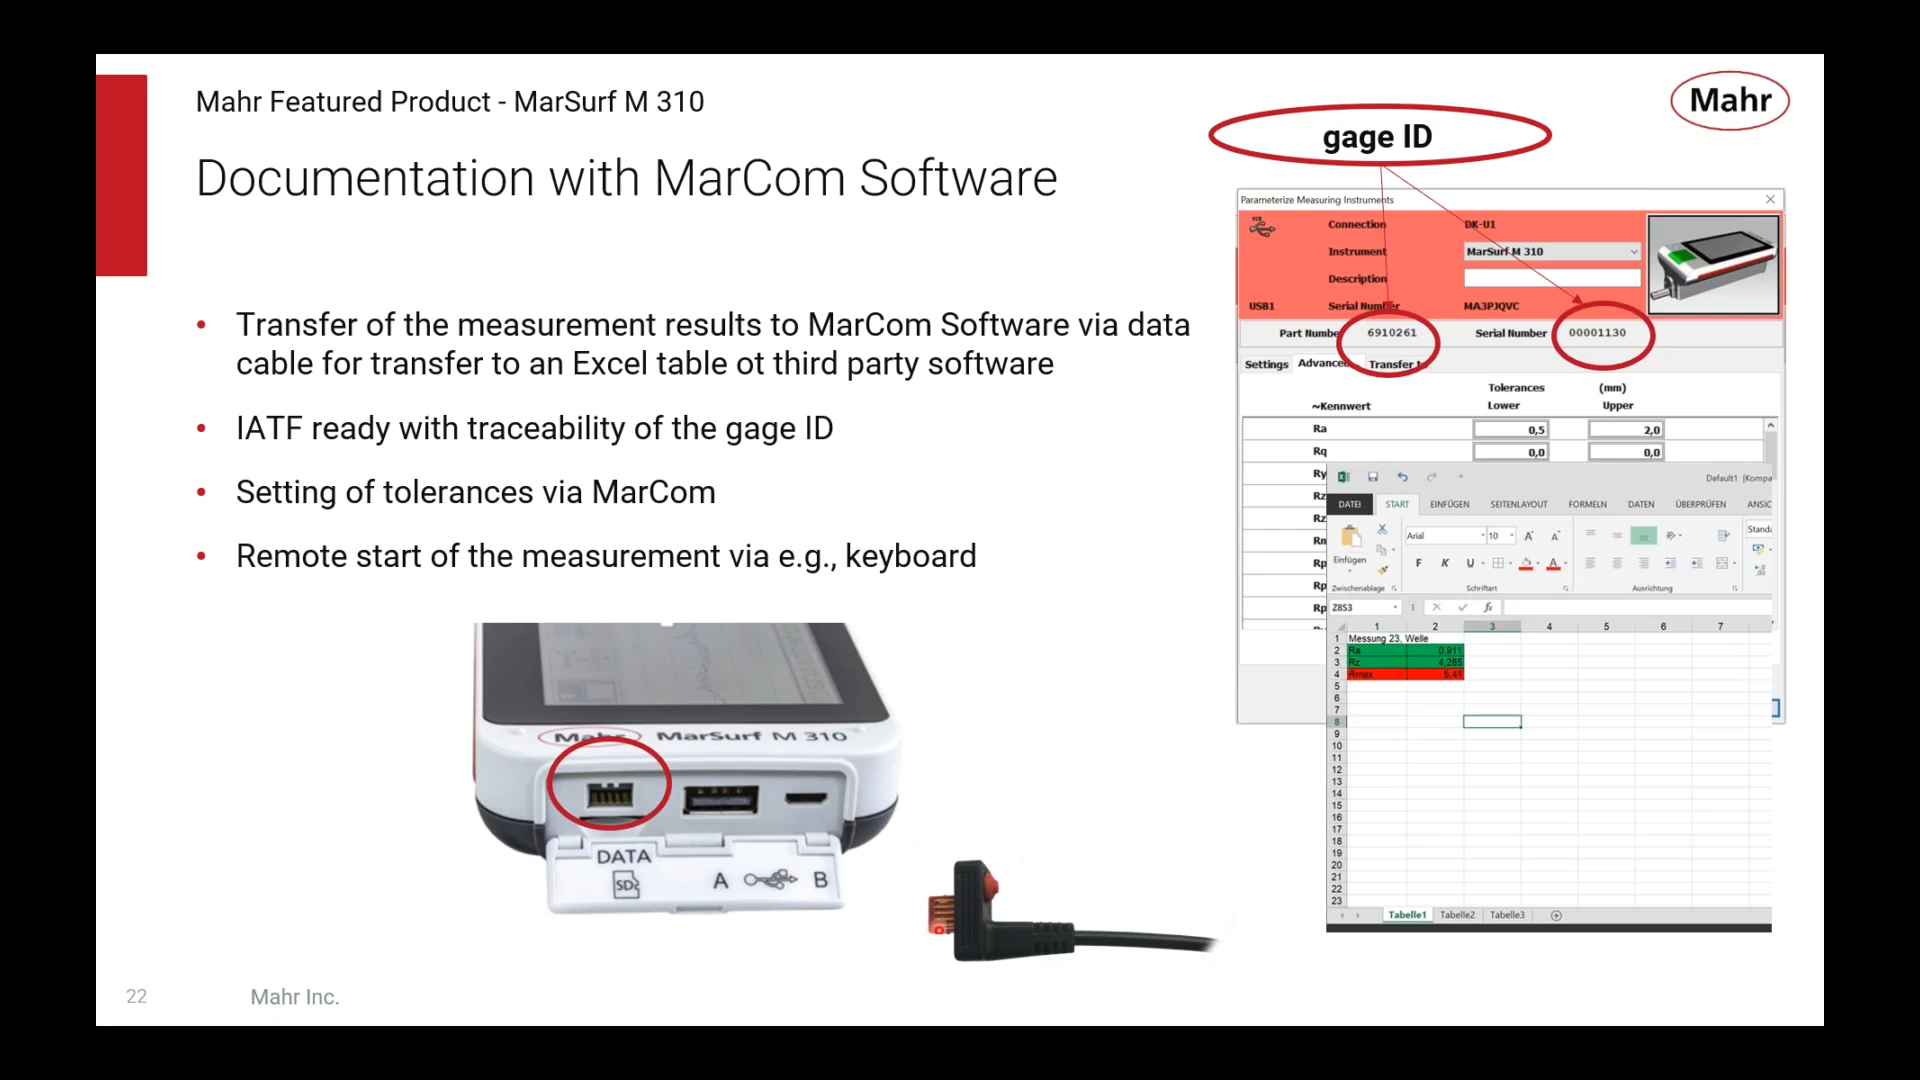 Mahr Featured Product - MarSurf M 310
Mahr
gage ID
Documentation with MarCom Software
• Transfer of the measurement results to MarCom Software via data
cable for transfer to an Excel table ot third party software
• IATF ready with traceability of the gage ID
• Setting of tolerances via MarCom
• Remote start of the measurement via e.g., keyboard
Parameterize Measuring Instruments
Connection DK-U1
Instrument MarSurf M 310
Description
USB1 Serial Number MA3PJQVC
Part Numbe 6910261 Serial Number 00001130
Settings Advance Transfer t
Tolerances (mm)
~Kennwert Lower Upper
Ra 0,5 2,0
Rq 0,0 0,0
Ry
Rz
Rz
Rm
Rp
Rp
Rp
Default1 [Kompa
DATEI START EINFÜGEN SEITENLAYOUT FORMELN DATEN ÜBERPRÜFEN ANSIC
Einfügen
Arial 10 A A
Standa
F K U A
Zwischenablage Schriftart Ausrichtung
Z8S3 fx
1 2 3 4 5 6 7
1 Messung 23, Welle
2 Ra 0.911
3 Rz 4,285
4 Rmax 5,41
5
6
7
8
9
10
11
12
13
14
15
16
17
18
19
20
21
22
23
Tabelle1 Tabelle2 Tabelle3
Mahr MarSurf M 310
DATA
SD
A B
22 Mahr Inc.